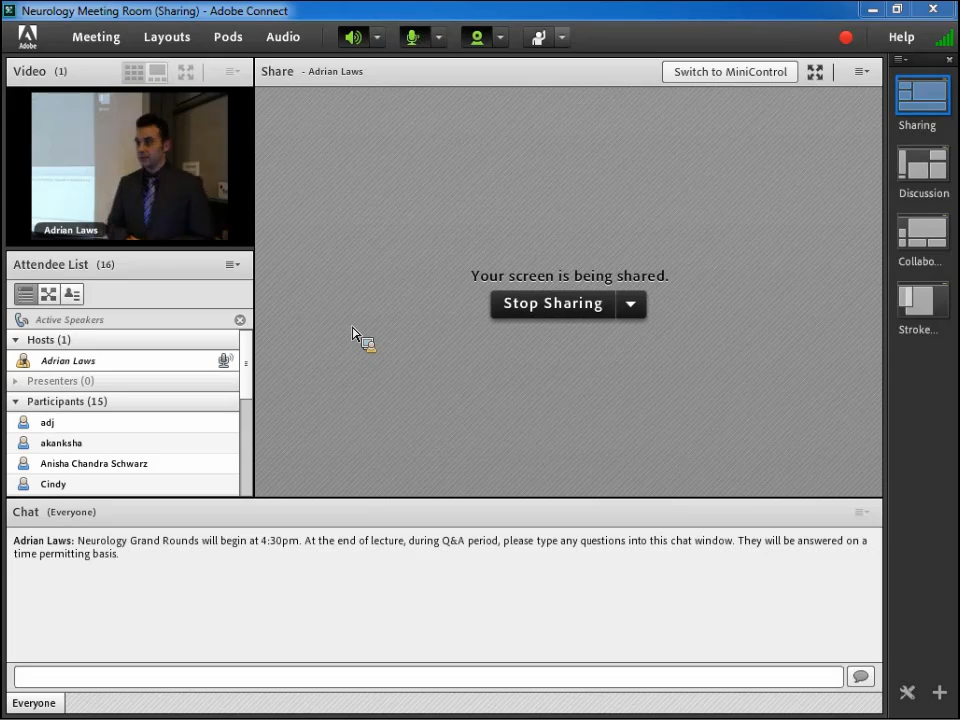 Neurology Meeting Room (Sharing) - Adobe Connect
Adobe Meeting Layouts Pods Audio Help
Video (1)
Share - Adrian Laws Switch to MiniControl
Adrian Laws
Sharing
Discussion
Collabo...
Stroke...
Attendee List (16)
Active Speakers
Hosts (1)
Adrian Laws
Presenters (0)
Participants (15)
adj
akanksha
Anisha Chandra Schwarz
Cindy
Your screen is being shared.
Stop Sharing
Chat (Everyone)
Adrian Laws: Neurology Grand Rounds will begin at 4:30pm. At the end of lecture, during Q&A period, please type any questions into this chat window. They will be answered on a
time permitting basis.
Everyone